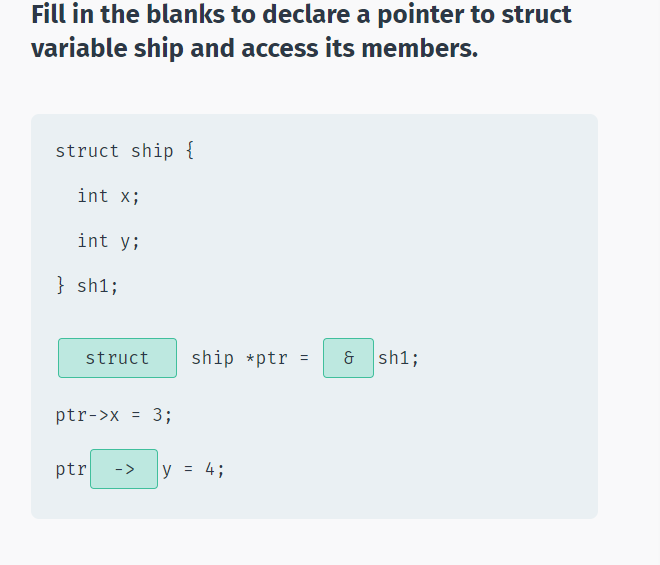 Fill in the blanks to declare a pointer to struct
variable ship and access its members.
struct ship {
int x;
int y;
} sh1;
struct ship *ptr = & sh1;
ptr->x = 3;
ptr -> y = 4;